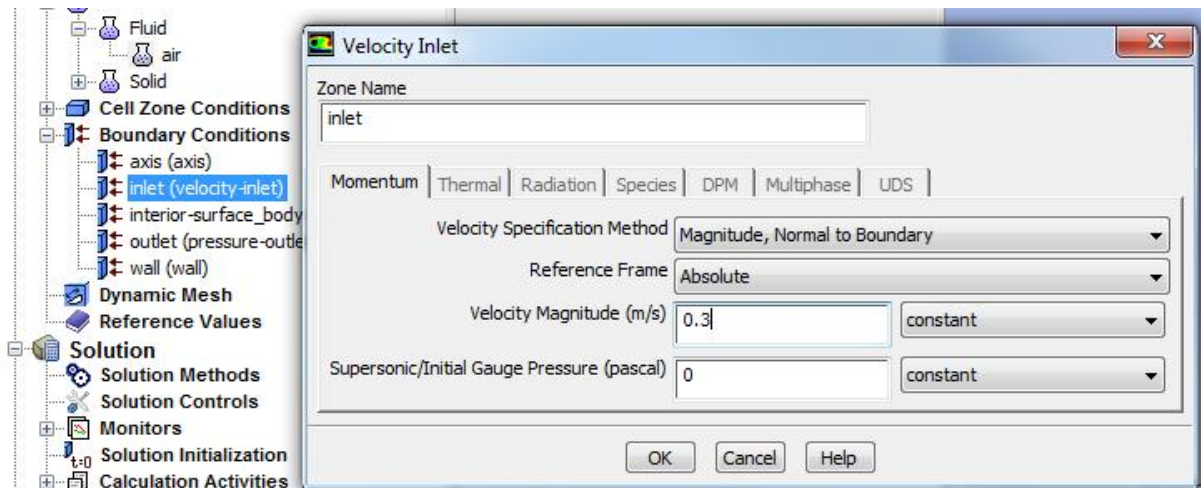 Fluid
air
Solid
Cell Zone Conditions
Boundary Conditions
axis (axis)
inlet (velocity-inlet)
interior-surface_body
outlet (pressure-outle
wall (wall)
Dynamic Mesh
Reference Values
Solution
Solution Methods
Solution Controls
Monitors
t=0 Solution Initialization
Calculation Activities
Velocity Inlet
Zone Name
inlet
Momentum Thermal Radiation Species DPM Multiphase UDS
Velocity Specification Method Magnitude, Normal to Boundary
Reference Frame Absolute
Velocity Magnitude (m/s) 0.3 constant
Supersonic/Initial Gauge Pressure (pascal) 0 constant
OK Cancel Help